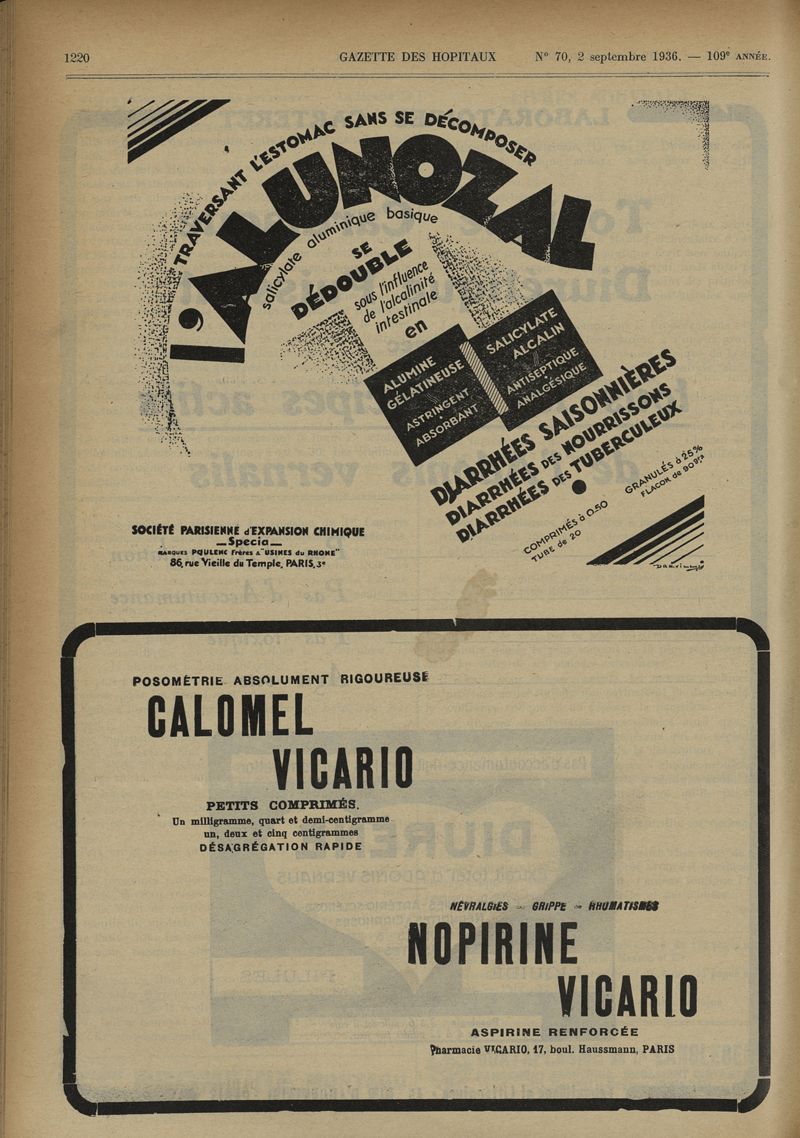 1220 GAZETTE DES HOPITAUX N° 70, 2 septembre 1936. — 109e ANNÉE.
TRAVERSANT L'ESTOMAC SANS SE DÉCOMPOSER
l'ALUNOZAL
salicylate aluminique basique
SE
DÉDOUBLE
sous l'influence
de l'alcalinité
intestinale
en
ALUMINE
GÉLATINEUSE
ASTRINGENT
ABSORBANT
SALICYLATE
ALCALIN
ANTISEPTIQUE
ANALGÉSIQUE
DIARRHÉES SAISONNIÈRES
DIARRHÉES DES NOURRISSONS
DIARRHÉES DES TUBERCULEUX
COMPRIMÉS à 0.50
TUBE de 20
GRANULÉS à 25%
FLACON de 90grs
SOCIÉTÉ PARISIENNE d'EXPANSION CHIMIQUE
—Specia—
MARQUES POULENC Frères & "USINES du RHONE"
86, rue Vieille du Temple, PARIS, 3e
POSOMÉTRIE ABSOLUMENT RIGOUREUSE
CALOMEL
VICARIO
PETITS COMPRIMÉS.
Un milligramme, quart et demi-centigramme
un, deux et cinq centigrammes
DÉSAGRÉGATION RAPIDE
NÉVRALGIES - GRIPPE - RHUMATISMES
NOPIRINE
VICARIO
ASPIRINE RENFORCÉE
Pharmacie VICARIO, 17, boul. Haussmann, PARIS